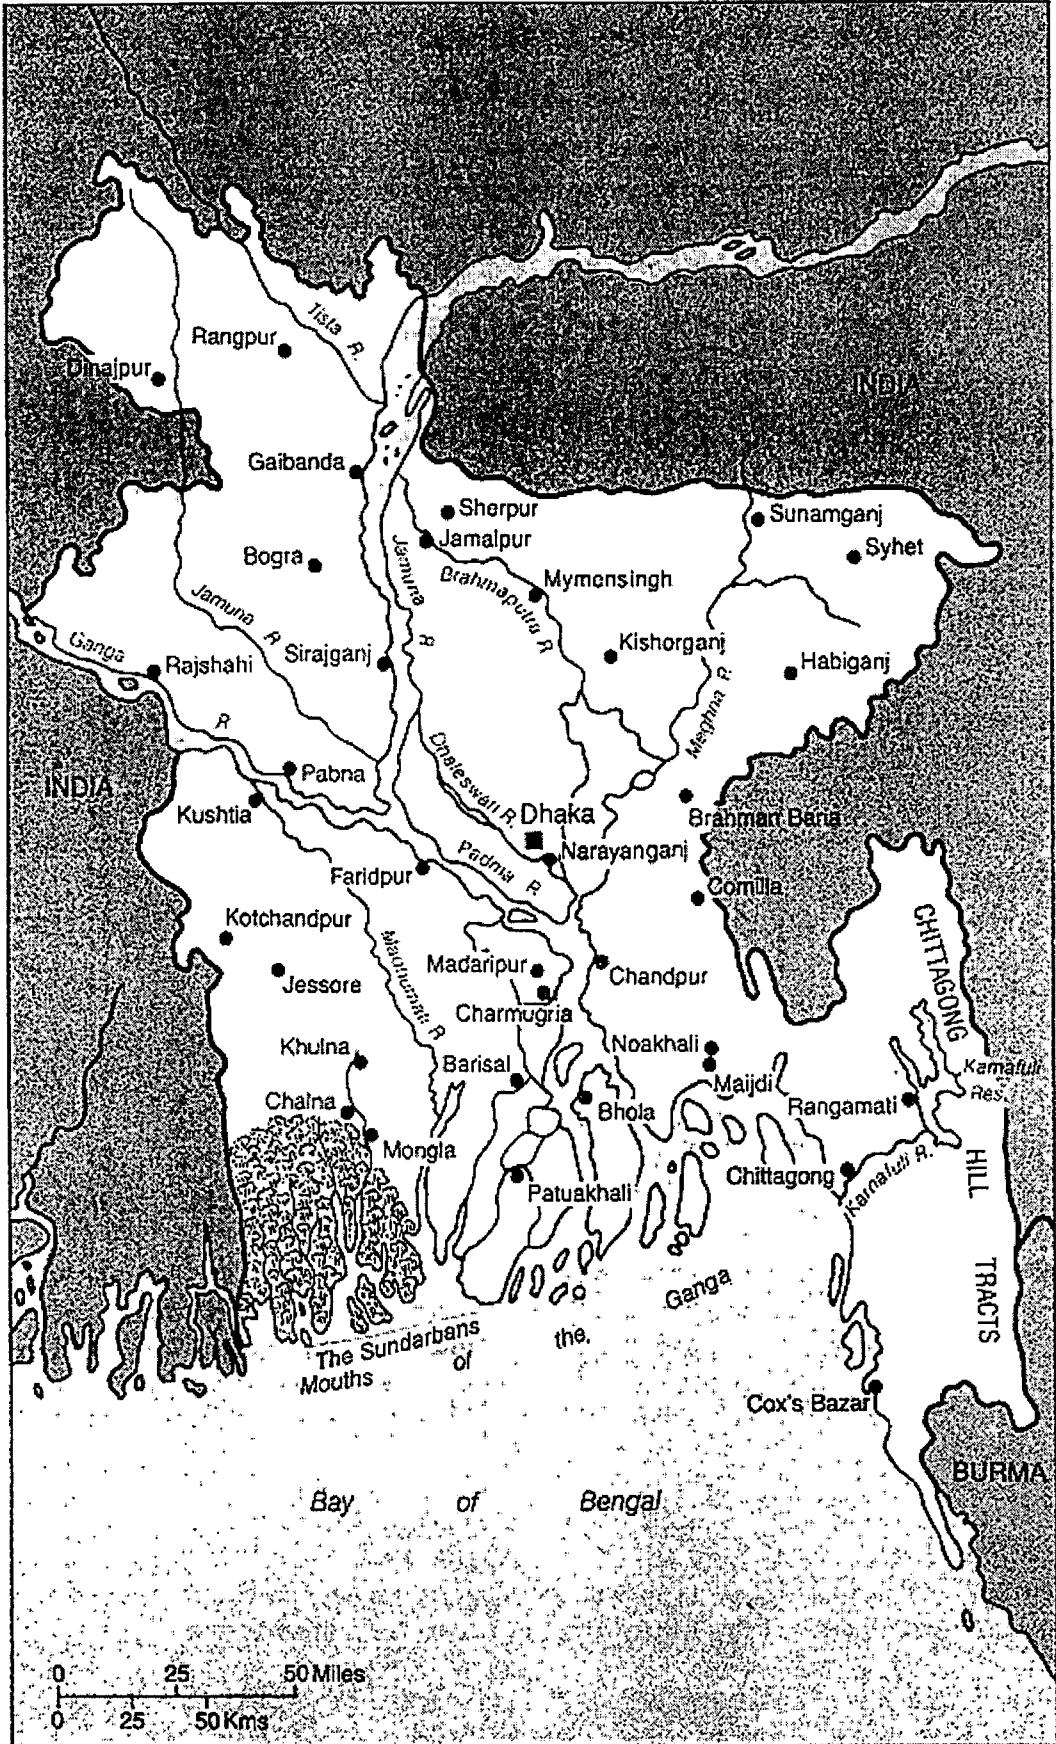 Tista R.
Rangpur
Dinajpur
INDIA
Gaibanda
Sherpur
Sunamganj
Jamalpur
Syhet
Bogra
Jamuna R
Brahmaputra R
Mymensingh
Jamuna R
Ganga R
Rajshahi
Sirajganj
Kishorganj
Habiganj
Meghna R.
INDIA
Pabna
Dhaleswari R.
Kushtia
Dhaka
Brahman Baria
Narayanganj
Padma R
Faridpur
Comilla
Kotchandpur
CHITTAGONG
Madhumati R
Madaripur
Chandpur
Jessore
Charmugria
Khulna
Noakhali
Barisal
Maijdi
Karnafuli
Res.
Chalna
Bhola
Rangamati
Mongla
Chittagong
Karnafuli R.
HILL
Patuakhali
TRACTS
Ganga
The Sundarbans
the.
Mouths
of
Cox's Bazar
BURMA
Bay of Bengal
0 25 50 Miles
0 25 50 Kms